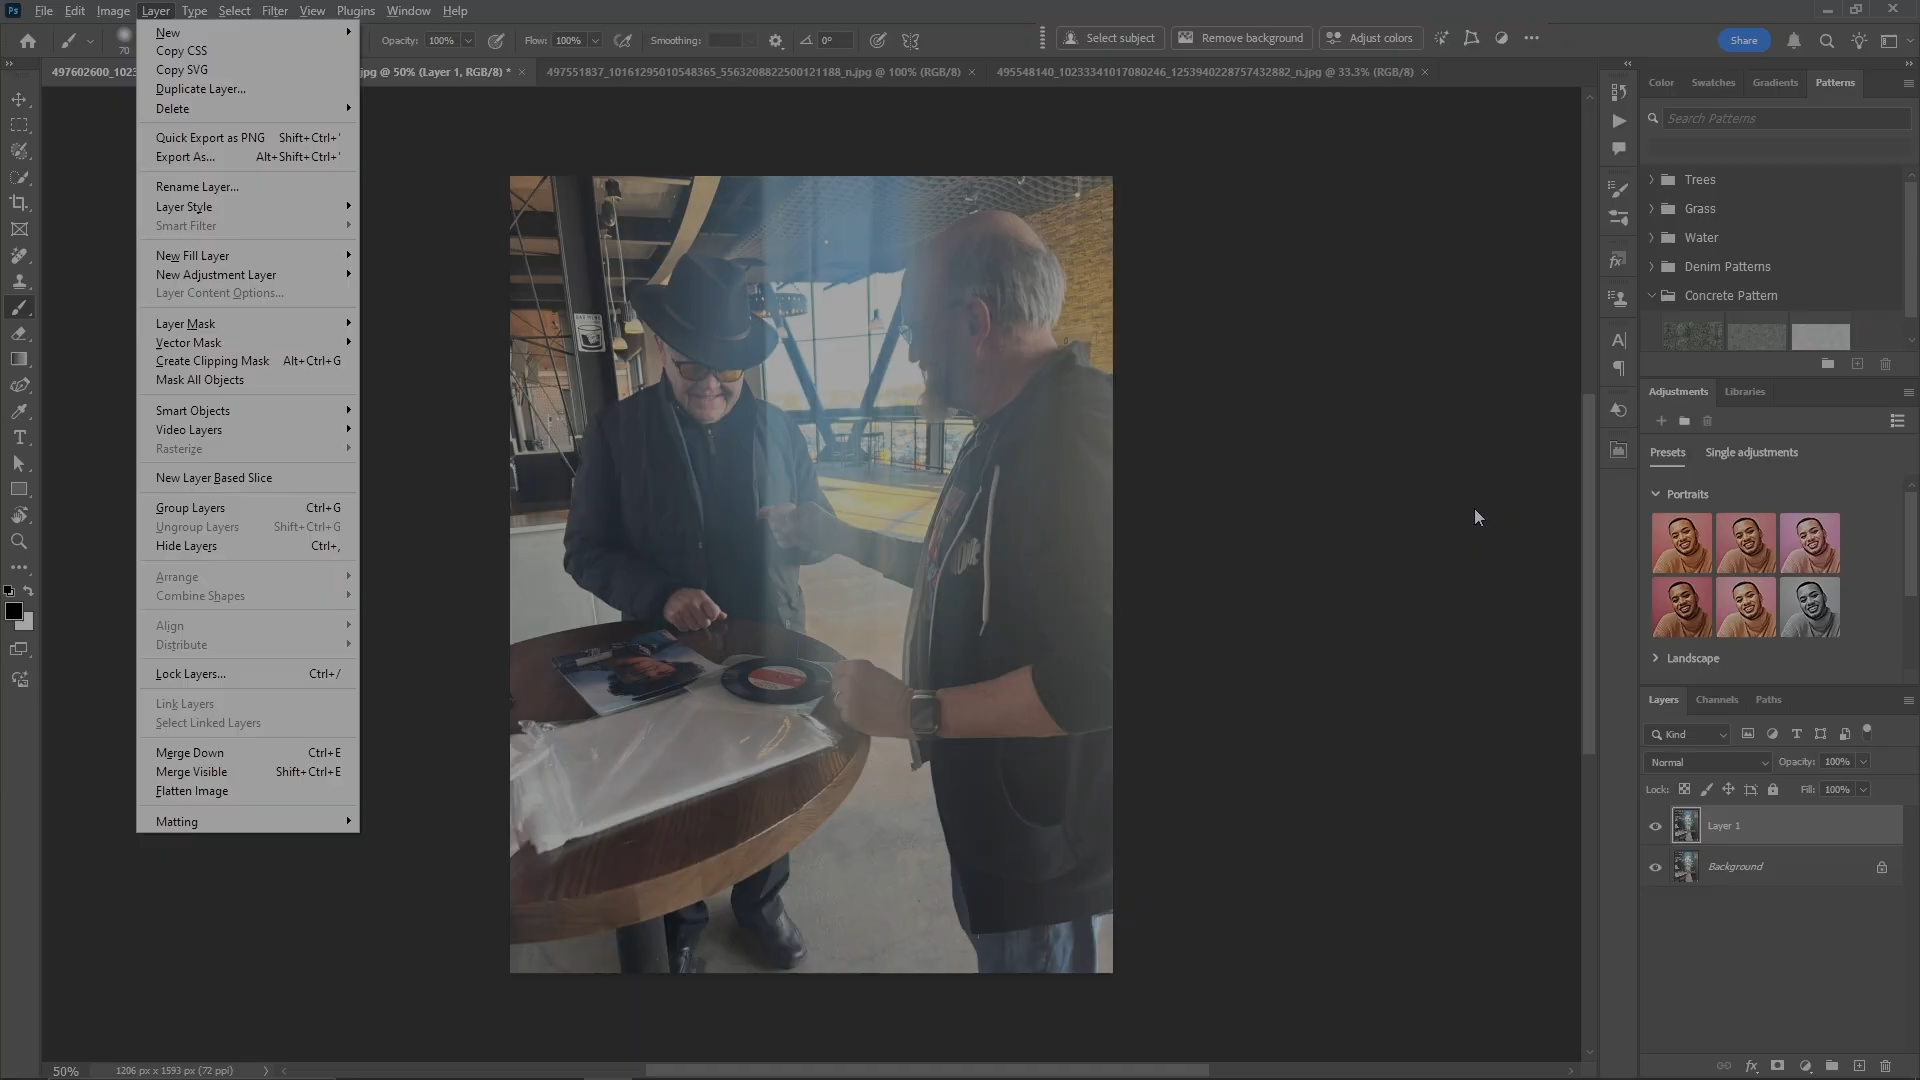 Ps File Edit Image Layer Type Select Filter View Plugins Window Help
70 Opacity: 100% Flow: 100% Smoothing: 0° Select subject Remove background Adjust colors Share
497602600_1023 jpg @ 50% (Layer 1, RGB/8) * × 497551837_10161295010548365_5563208822500121188_n.jpg @ 100% (RGB/8) × 495548140_10233341017080246_1253940228757432882_n.jpg @ 33.3% (RGB/8) ×
New
Copy CSS
Copy SVG
Duplicate Layer...
Delete
Quick Export as PNG Shift+Ctrl+'
Export As... Alt+Shift+Ctrl+'
Rename Layer...
Layer Style
Smart Filter
New Fill Layer
New Adjustment Layer
Layer Content Options...
Layer Mask
Vector Mask
Create Clipping Mask Alt+Ctrl+G
Mask All Objects
Smart Objects
Video Layers
Rasterize
New Layer Based Slice
Group Layers Ctrl+G
Ungroup Layers Shift+Ctrl+G
Hide Layers Ctrl+,
Arrange
Combine Shapes
Align
Distribute
Lock Layers... Ctrl+/
Link Layers
Select Linked Layers
Merge Down Ctrl+E
Merge Visible Shift+Ctrl+E
Flatten Image
Matting
Color Swatches Gradients Patterns
Search Patterns
Trees
Grass
Water
Denim Patterns
Concrete Pattern
Adjustments Libraries
Presets Single adjustments
Portraits
Landscape
Layers Channels Paths
Kind
Normal Opacity: 100%
Lock: Fill: 100%
Layer 1
Background
50% 1206 px x 1593 px (72 ppi)